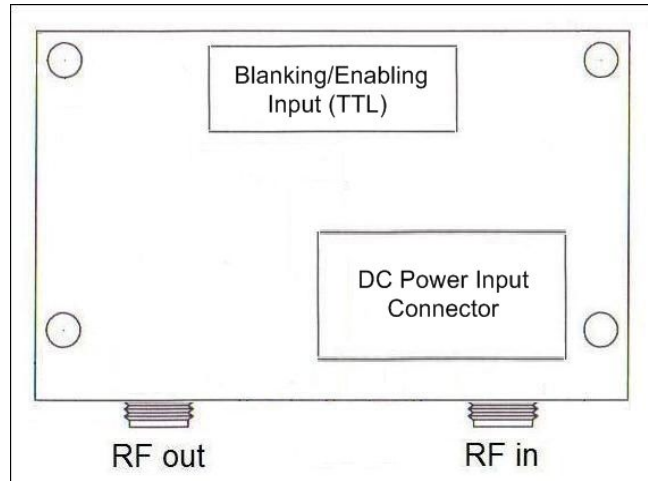 Blanking/Enabling
Input (TTL)
DC Power Input
Connector
RF out
RF in